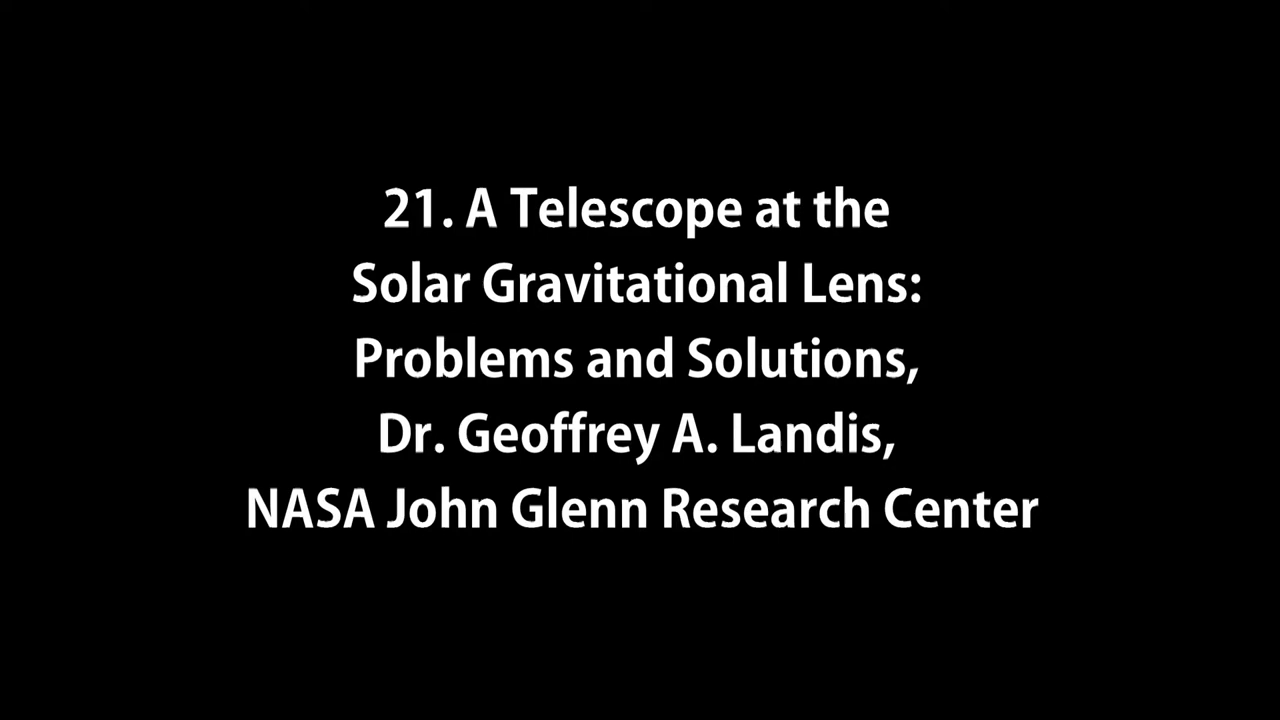 21. A Telescope at the
Solar Gravitational Lens:
Problems and Solutions,
Dr. Geoffrey A. Landis,
NASA John Glenn Research Center